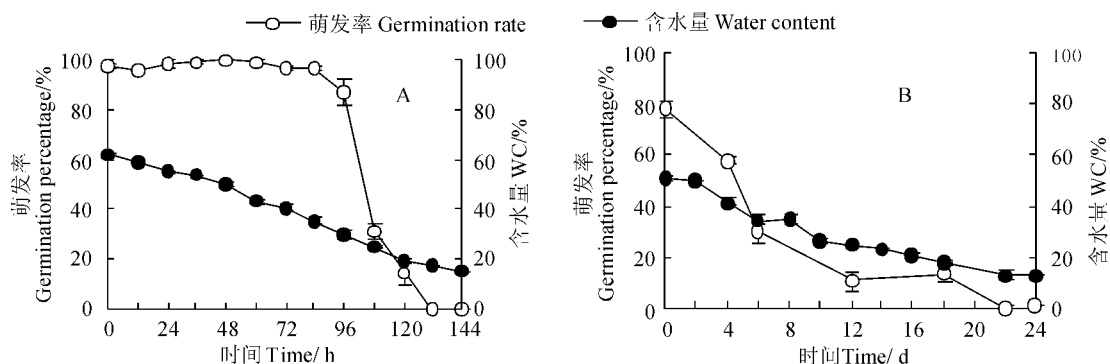 萌发率 Germination rate 含水量 Water content
100 80 60 40 20 0
萌发率
Germination percentage/%
A
100 80 60 40 20 0
含水量 WC/%
0 24 48 72 96 120 144
时间 Time/ h
100 80 60 40 20 0
萌发率
Germination percentage/%
B
100 80 60 40 20 0
含水量 WC/%
0 4 8 12 16 20 24
时间Time/ d